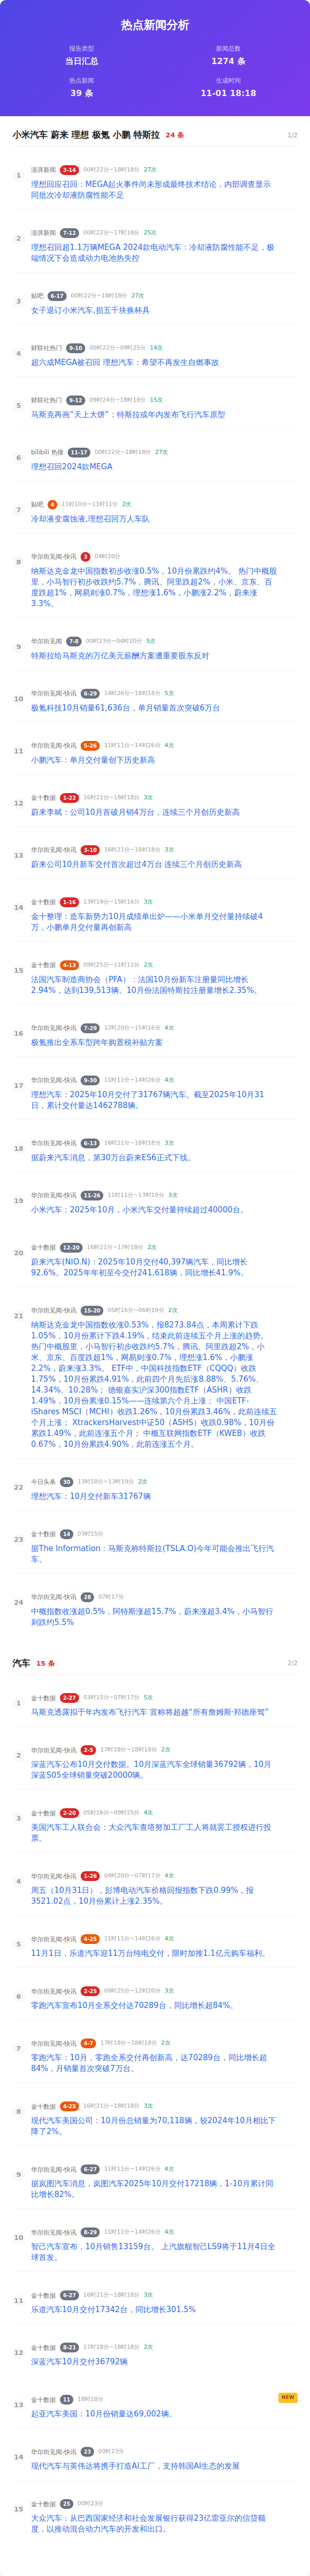 热点新闻分析
报告类型
当日汇总
新闻总数
1274 条
热点新闻
39 条
生成时间
11-01 18:18
小米汽车 蔚来 理想 极氪 小鹏 特斯拉 24 条 1/2
1
澎湃新闻 3-14 00时22分~18时18分 27次
理想回应召回：MEGA起火事件尚未形成最终技术结论，内部调查显示
同批次冷却液防腐性能不足
2
澎湃新闻 7-12 00时22分~17时18分 25次
理想召回超1.1万辆MEGA 2024款电动汽车：冷却液防腐性能不足，极
端情况下会造成动力电池热失控
3
贴吧 6-17 00时22分~18时18分 27次
女子退订小米汽车,损五千块换杯具
4
财联社热门 9-10 00时22分~09时25分 14次
超六成MEGA被召回 理想汽车：希望不再发生自燃事故
5
财联社热门 9-12 09时24分~18时18分 15次
马斯克再画“天上大饼”：特斯拉或年内发布飞行汽车原型
6
bilibili 热搜 11-17 00时22分~18时18分 27次
理想召回2024款MEGA
7
贴吧 4 11时10分~11时11分 2次
冷却液变腐蚀液,理想召回万人车队
8
华尔街见闻-快讯 3 04时20分
纳斯达克金龙中国指数初步收涨0.5%，10月份累跌约4%。 热门中概股
里，小马智行初步收跌约5.7%，腾讯、阿里跌超2%，小米、京东、百
度跌超1%，网易则涨0.7%，理想涨1.6%，小鹏涨2.2%，蔚来涨
3.3%。
9
华尔街见闻 7-8 00时23分~04时20分 5次
特斯拉给马斯克的万亿美元薪酬方案遭重要股东反对
10
华尔街见闻-快讯 6-29 14时26分~18时18分 5次
极氪科技10月销量61,636台，单月销量首次突破6万台
11
华尔街见闻-快讯 5-26 11时11分~14时26分 4次
小鹏汽车：单月交付量创下历史新高
12
金十数据 1-22 16时21分~18时18分 3次
蔚来李斌：公司10月首破月销4万台，连续三个月创历史新高
13
华尔街见闻-快讯 3-10 16时21分~18时18分 3次
蔚来公司10月新车交付首次超过4万台 连续三个月创历史新高
14
金十数据 1-16 13时19分~15时16分 3次
金十整理：造车新势力10月成绩单出炉——小米单月交付量持续破4
万，小鹏单月交付量再创新高
15
金十数据 4-13 09时25分~11时11分 2次
法国汽车制造商协会（PFA）：法国10月份新车注册量同比增长
2.94%，达到139,513辆。10月份法国特斯拉注册量增长2.35%。
16
华尔街见闻-快讯 7-29 12时20分~15时16分 4次
极氪推出全系车型跨年购置税补贴方案
17
华尔街见闻-快讯 9-30 11时11分~14时26分 4次
理想汽车：2025年10月交付了31767辆汽车。截至2025年10月31
日，累计交付量达1462788辆。
18
华尔街见闻-快讯 6-13 16时21分~18时18分 3次
据蔚来汽车消息，第30万台蔚来ES6正式下线。
19
华尔街见闻-快讯 11-26 11时11分~13时19分 3次
小米汽车：2025年10月，小米汽车交付量持续超过40000台。
20
金十数据 12-20 16时21分~17时18分 2次
蔚来汽车(NIO.N)：2025年10月交付40,397辆汽车，同比增长
92.6%。2025年年初至今交付241,618辆，同比增长41.9%。
21
华尔街见闻-快讯 15-20 05时16分~06时19分 2次
纳斯达克金龙中国指数收涨0.53%，报8273.84点，本周累计下跌
1.05%，10月份累计下跌4.19%，结束此前连续五个月上涨的趋势。
热门中概股里，小马智行初步收跌约5.7%，腾讯、阿里跌超2%，小
米、京东、百度跌超1%，网易则涨0.7%，理想涨1.6%，小鹏涨
2.2%，蔚来涨3.3%。 ETF中，中国科技指数ETF（CQQQ）收跌
1.75%，10月份累涨4.91%，此前四个月先后涨8.88%、5.76%、
14.34%、10.28%； 德银嘉实沪深300指数ETF（ASHR）收跌
1.49%，10月份累涨0.15%——连续第六个月上涨； 中国ETF-
iShares MSCI（MCHI）收跌1.26%，10月份累跌3.46%，此前连续五
个月上涨； XtrackersHarvest中证50（ASHS）收跌0.98%，10月份
累跌1.49%，此前连涨五个月； 中概互联网指数ETF（KWEB）收跌
0.67%，10月份累跌4.90%，此前连涨五个月。
22
今日头条 30 13时18分~13时19分 2次
理想汽车：10月交付新车31767辆
23
金十数据 14 03时15分
据The Information：马斯克称特斯拉(TSLA.O)今年可能会推出飞行汽
车。
24
华尔街见闻-快讯 28 07时17分
中概指数收涨超0.5%，阿特斯涨超15.7%，蔚来涨超3.4%，小马智行
则跌约5.5%
汽车 15 条 2/2
1
金十数据 2-27 03时15分~07时17分 5次
马斯克透露拟于年内发布飞行汽车 宣称将超越“所有詹姆斯·邦德座驾”
2
华尔街见闻-快讯 2-5 17时18分~18时18分 2次
深蓝汽车公布10月交付数据。10月深蓝汽车全球销量36792辆，10月
深蓝S05全球销量突破20000辆。
3
金十数据 2-20 05时16分~09时25分 4次
美国汽车工人联合会：大众汽车查塔努加工厂工人将就罢工授权进行投
票。
4
华尔街见闻-快讯 1-26 04时20分~07时17分 4次
周五（10月31日），彭博电动汽车价格回报指数下跌0.99%，报
3521.02点，10月份累计上涨2.35%。
5
华尔街见闻-快讯 4-25 11时11分~14时26分 4次
11月1日，乐道汽车迎11万台纯电交付，限时加推1.1亿元购车福利。
6
华尔街见闻-快讯 2-25 09时25分~12时20分 3次
零跑汽车宣布10月全系交付达70289台，同比增长超84%。
7
华尔街见闻-快讯 4-7 17时18分~18时18分 2次
零跑汽车：10月，零跑全系交付再创新高，达70289台，同比增长超
84%，月销量首次突破7万台。
8
金十数据 4-25 16时21分~18时18分 3次
现代汽车美国公司：10月份总销量为70,118辆，较2024年10月相比下
降了2%。
9
华尔街见闻-快讯 6-27 11时11分~14时26分 4次
据岚图汽车消息，岚图汽车2025年10月交付17218辆，1-10月累计同
比增长82%。
10
华尔街见闻-快讯 8-29 11时11分~14时26分 4次
智己汽车宣布，10月销售13159台。 上汽旗舰智己LS9将于11月4日全
球首发。
11
金十数据 6-27 16时21分~18时18分 3次
乐道汽车10月交付17342台，同比增长301.5%
12
金十数据 8-21 17时18分~18时18分 2次
深蓝汽车10月交付36792辆
NEW
13
金十数据 11 18时18分
起亚汽车美国：10月份销量达69,002辆。
14
华尔街见闻-快讯 23 00时23分
现代汽车与英伟达将携手打造AI工厂，支持韩国AI生态的发展
15
金十数据 25 00时23分
大众汽车：从巴西国家经济和社会发展银行获得23亿雷亚尔的信贷额
度，以推动混合动力汽车的开发和出口。